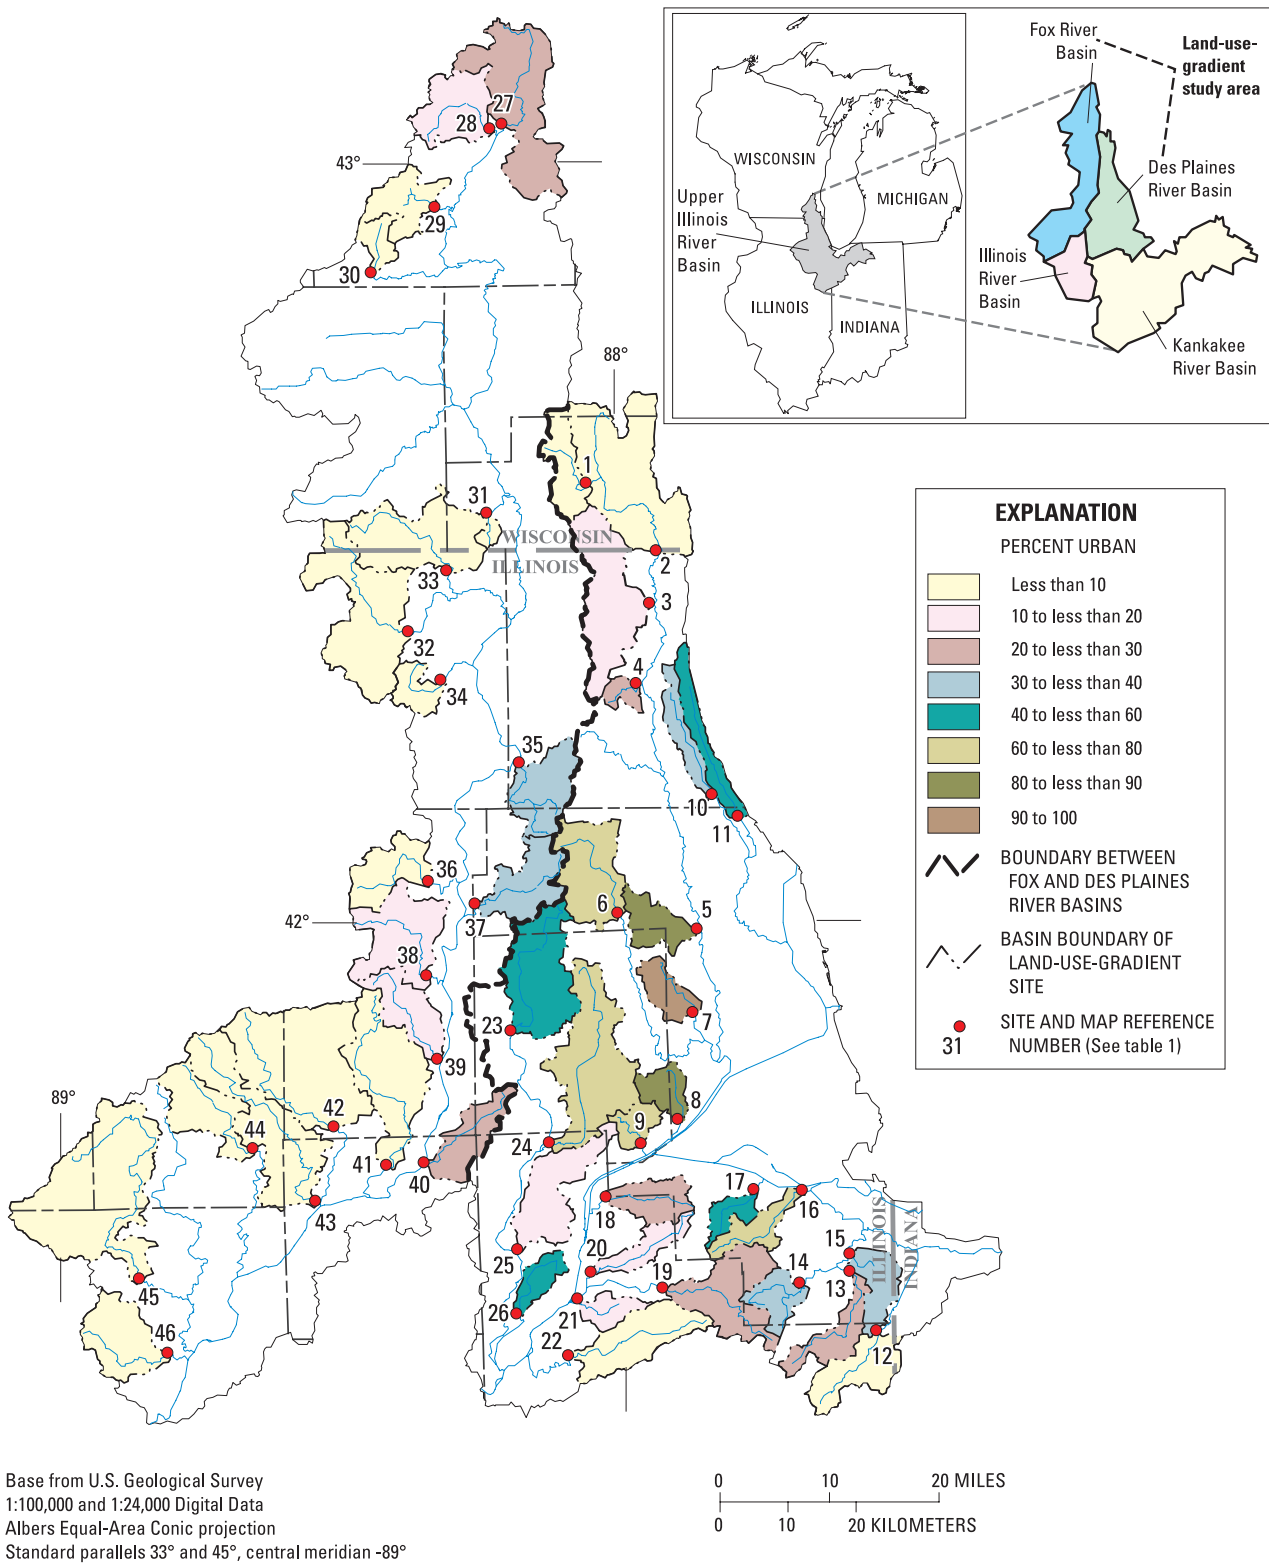 Fox River
Basin
Land-use-
gradient
study area
WISCONSIN
MICHIGAN
Upper
Illinois
River
Basin
ILLINOIS
INDIANA
Des Plaines
River Basin
Illinois
River
Basin
Kankakee
River Basin
27
28
43°
29
30
88°
1
31
WISCONSIN
ILLINOIS
2
33
3
32
4
34
35
10
11
36
6
5
37
42°
38
7
23
39
89°
8
42
9
44
24
41
40
17
16
43
18
15
25
20
14
19
13
45
26
21
46
22
12
ILLINOIS
INDIANA
EXPLANATION
PERCENT URBAN
Less than 10
10 to less than 20
20 to less than 30
30 to less than 40
40 to less than 60
60 to less than 80
80 to less than 90
90 to 100
BOUNDARY BETWEEN
FOX AND DES PLAINES
RIVER BASINS
BASIN BOUNDARY OF
LAND-USE-GRADIENT
SITE
SITE AND MAP REFERENCE
31 NUMBER (See table 1)
Base from U.S. Geological Survey
1:100,000 and 1:24,000 Digital Data
Albers Equal-Area Conic projection
Standard parallels 33° and 45°, central meridian -89°
0 10 20 MILES
0 10 20 KILOMETERS